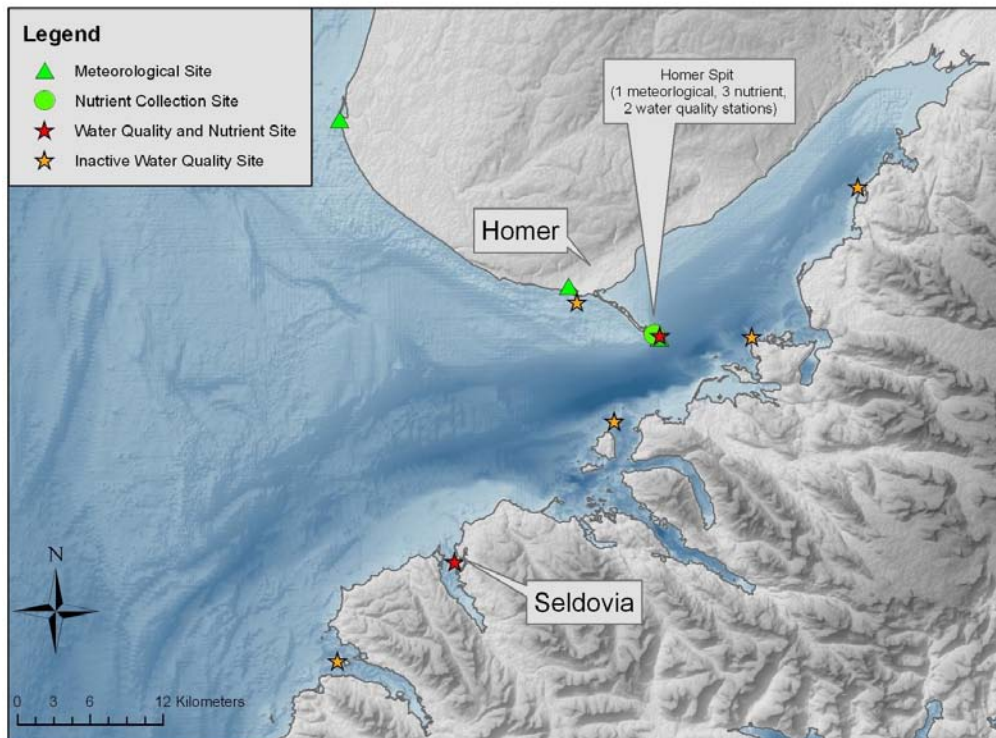 Legend
Meteorological Site
Nutrient Collection Site
Water Quality and Nutrient Site
Inactive Water Quality Site
Homer Spit
(1 meteorlogical, 3 nutrient,
2 water quality stations)
Homer
Seldovia
N
0 3 6 12 Kilometers